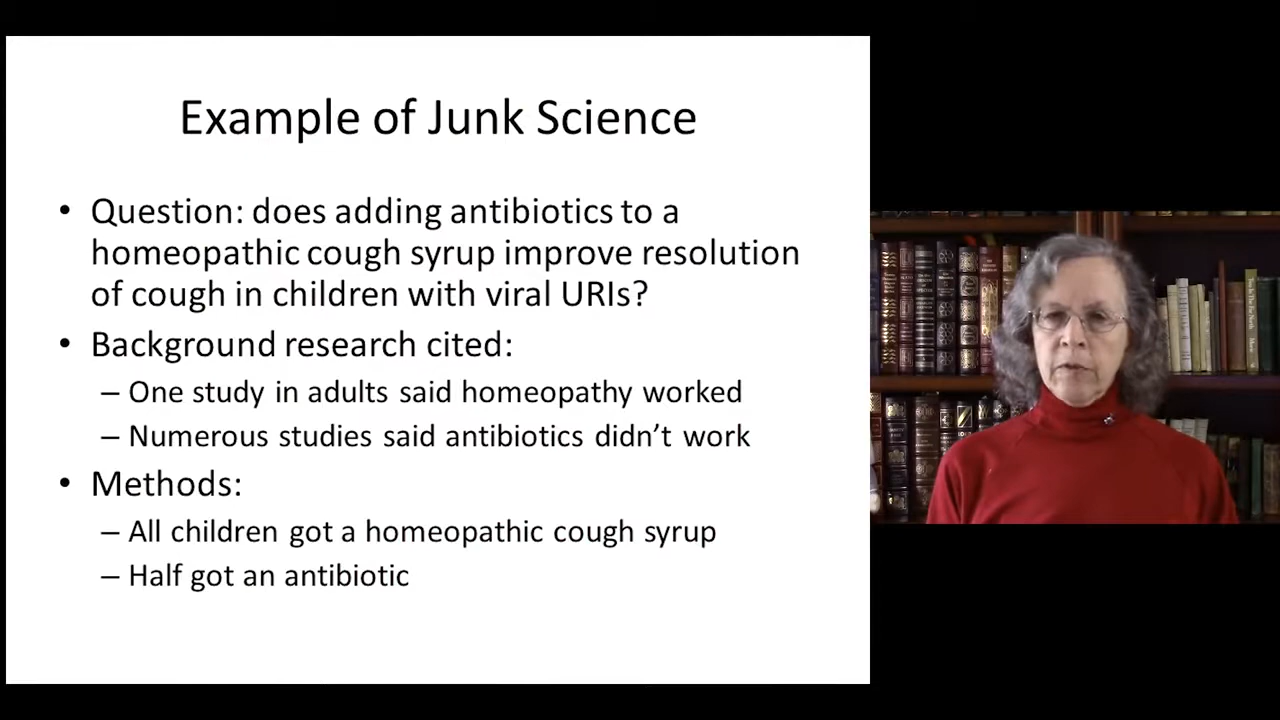 Example of Junk Science
• Question: does adding antibiotics to a
homeopathic cough syrup improve resolution
of cough in children with viral URIs?
• Background research cited:
– One study in adults said homeopathy worked
– Numerous studies said antibiotics didn’t work
• Methods:
– All children got a homeopathic cough syrup
– Half got an antibiotic